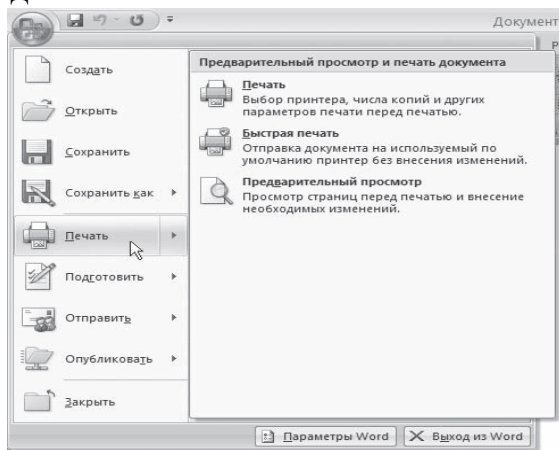 Документ
Создать
Открыть
Сохранить
Сохранить как
Печать
Подготовить
Отправить
Опубликовать
Закрыть
Предварительный просмотр и печать документа
Печать
Выбор принтера, числа копий и других
параметров печати перед печатью.
Быстрая печать
Отправка документа на используемый по
умолчанию принтер без внесения изменений.
Предварительный просмотр
Просмотр страниц перед печатью и внесение
необходимых изменений.
Параметры Word
Выход из Word